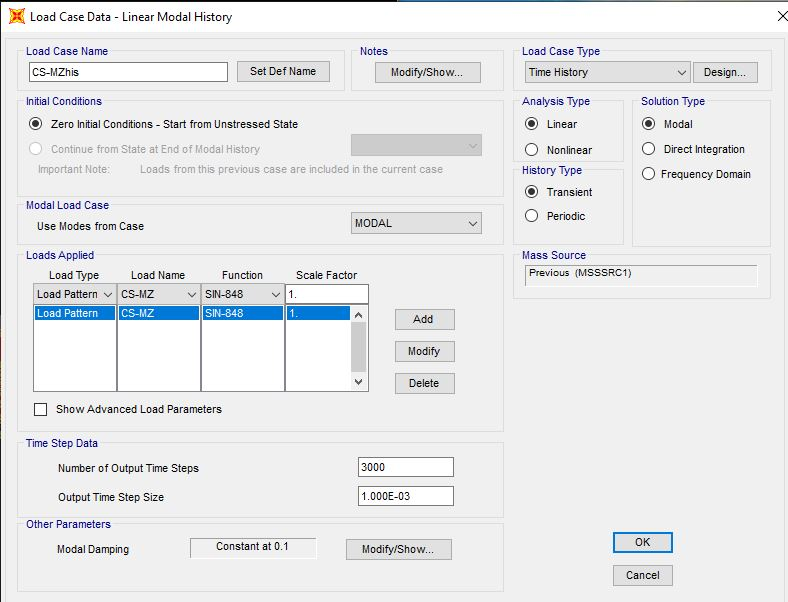 Load Case Data - Linear Modal History
Load Case Name
CS-MZhis
Set Def Name
Notes
Modify/Show...
Load Case Type
Time History
Design...
Initial Conditions
Zero Initial Conditions - Start from Unstressed State
Continue from State at End of Modal History
Important Note: Loads from this previous case are included in the current case
Analysis Type
Linear
Nonlinear
Solution Type
Modal
Direct Integration
Frequency Domain
History Type
Transient
Periodic
Modal Load Case
Use Modes from Case
MODAL
Loads Applied
Load Type Load Name Function Scale Factor
Load Pattern CS-MZ SIN-848 1.
Load Pattern CS-MZ SIN-848 1.
Add
Modify
Delete
Show Advanced Load Parameters
Mass Source
Previous (MSSSRC1)
Time Step Data
Number of Output Time Steps 3000
Output Time Step Size 1.000E-03
Other Parameters
Modal Damping Constant at 0.1 Modify/Show...
OK
Cancel